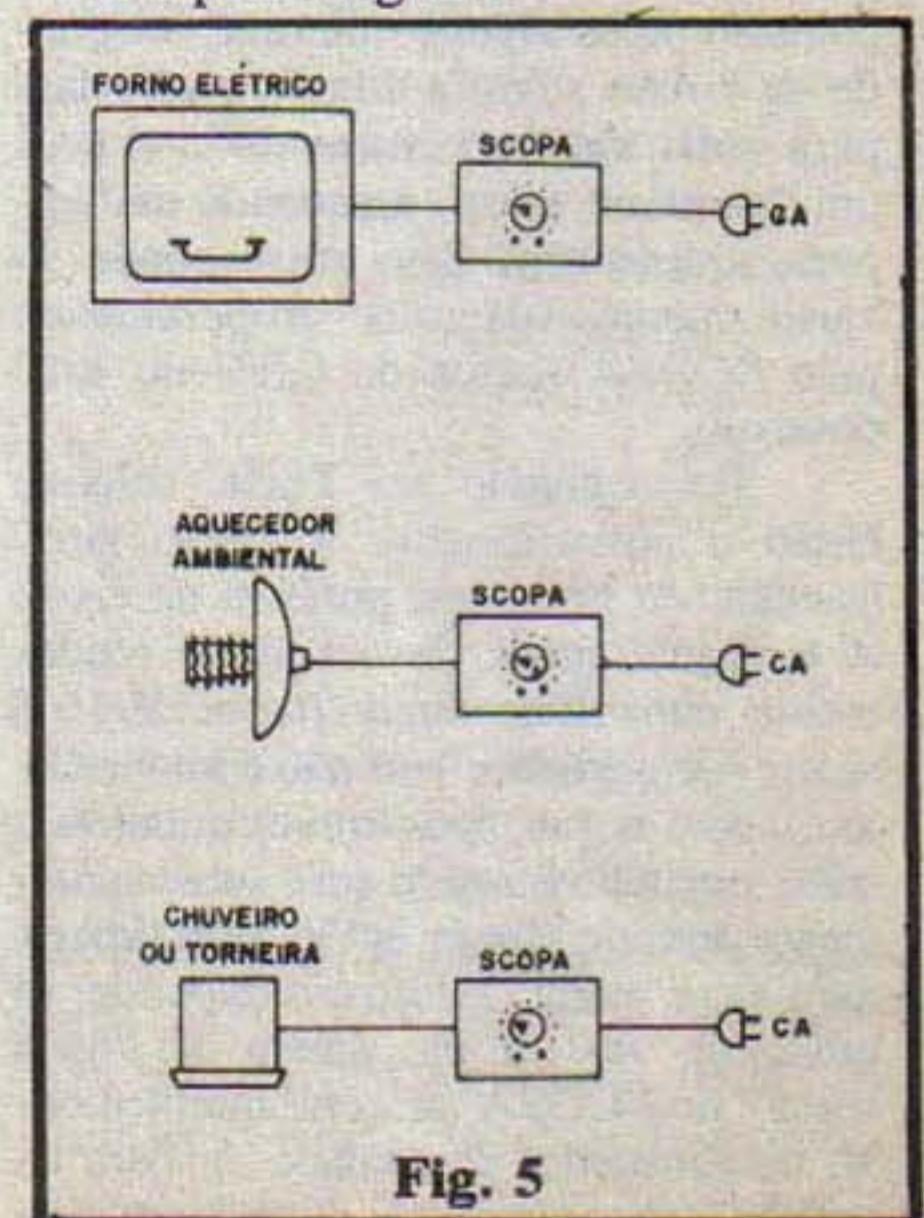 FORNO ELÉTRICO
SCOPA
CA
AQUECEDOR
AMBIENTAL
SCOPA
CA
CHUVEIRO
OU TORNEIRA
SCOPA
CA
Fig. 5